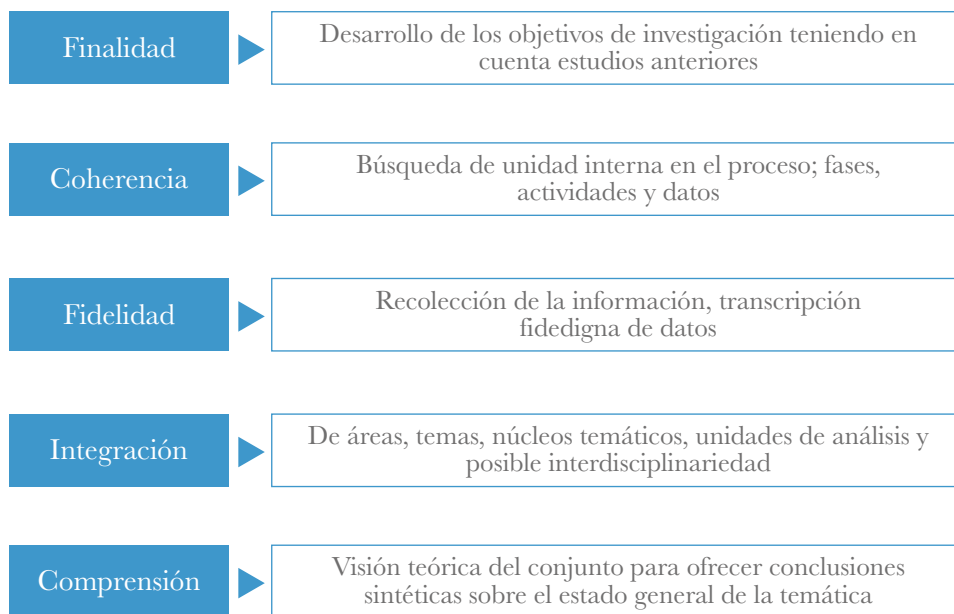 Finalidad
Desarrollo de los objetivos de investigación teniendo en
cuenta estudios anteriores
Coherencia
Búsqueda de unidad interna en el proceso; fases,
actividades y datos
Fidelidad
Recolección de la información, transcripción
fidedigna de datos
Integración
De áreas, temas, núcleos temáticos, unidades de análisis y
posible interdisciplinariedad
Comprensión
Visión teórica del conjunto para ofrecer conclusiones
sintéticas sobre el estado general de la temática